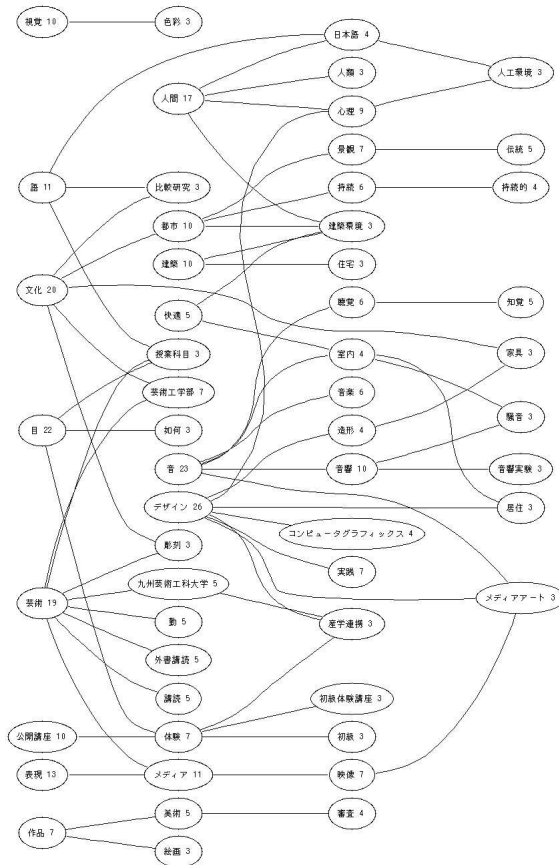 視覚 10
色彩 3
日本語 4
人間 17
人類 3
人工環境 3
心理 9
景観 7
伝統 5
語 11
比較研究 3
持続 6
持続的 4
都市 10
建築環境 3
建築 10
住宅 3
文化 20
快適 5
聴覚 6
知覚 5
授業科目 3
室内 4
家具 3
芸術工学部 7
音楽 6
騒音 3
目 22
如何 3
造形 4
音 23
音響 10
音響実験 3
デザイン 26
居住 3
コンピュータグラフィックス 4
彫刻 3
実践 7
九州芸術工科大学 5
芸術 19
メディアアート 3
勤 5
産学連携 3
外書講読 5
講読 5
初級体験講座 3
公開講座 10
体験 7
初級 3
表現 13
メディア 11
映像 7
美術 5
審査 4
作品 7
絵画 3